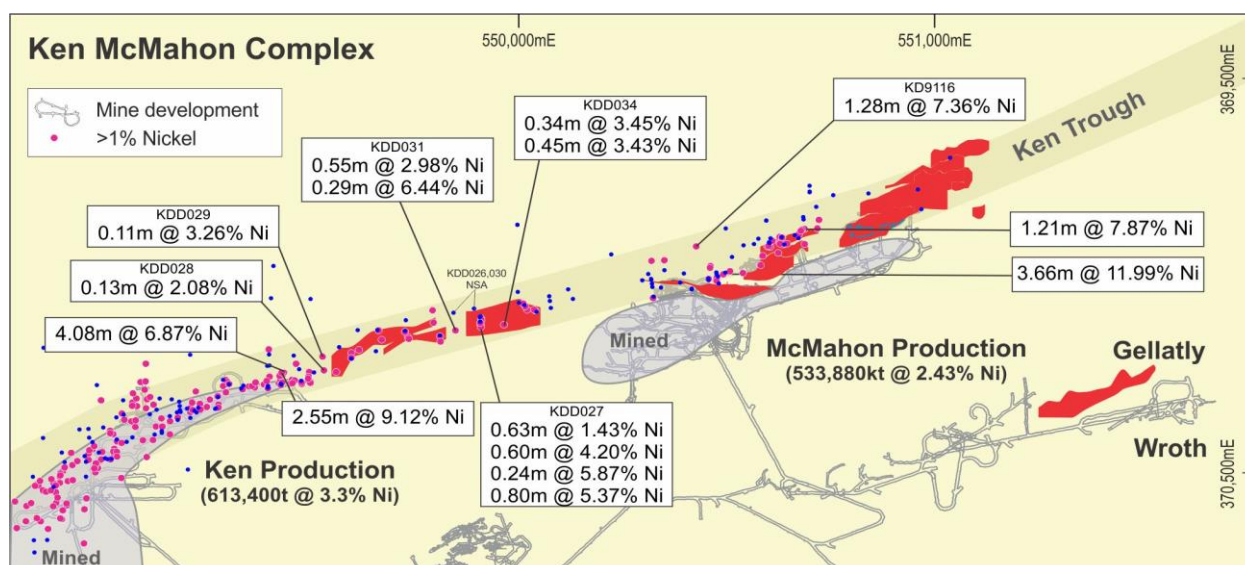 Ken McMahon Complex
Mine development
>1% Nickel
550,000mE
551,000mE
369,500mE
370,500mE
KD9116
1.28m @ 7.36% Ni
KDD034
0.34m @ 3.45% Ni
0.45m @ 3.43% Ni
KDD031
0.55m @ 2.98% Ni
0.29m @ 6.44% Ni
KDD029
0.11m @ 3.26% Ni
KDD028
0.13m @ 2.08% Ni
4.08m @ 6.87% Ni
2.55m @ 9.12% Ni
KDD026,030
NSA
KDD027
0.63m @ 1.43% Ni
0.60m @ 4.20% Ni
0.24m @ 5.87% Ni
0.80m @ 5.37% Ni
Ken Trough
1.21m @ 7.87% Ni
3.66m @ 11.99% Ni
Mined
McMahon Production
(533,880kt @ 2.43% Ni)
Gellatly
Wroth
Ken Production
(613,400t @ 3.3% Ni)
Mined